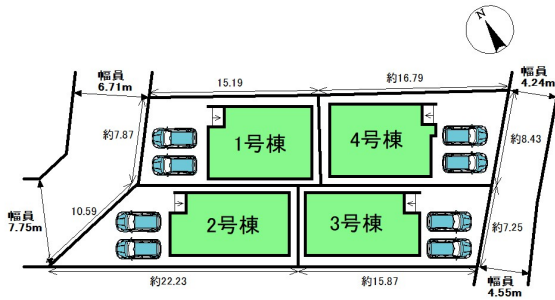 N
幅員
6.71m
15.19
約16.79
幅員
4.24m
約7.87
1号棟
4号棟
約8.43
10.59
幅員
7.75m
2号棟
3号棟
約7.25
約22.23
約15.87
幅員
4.55m